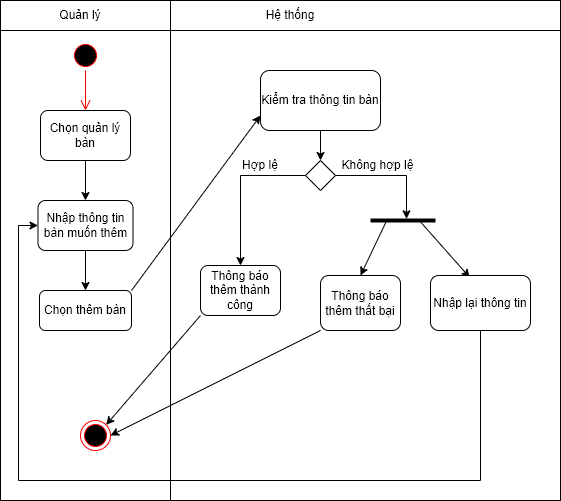 Quản lý
Hệ thống
Chọn quản lý
bàn
Nhập thông tin
bàn muốn thêm
Chọn thêm bàn
Kiểm tra thông tin bàn
Hợp lệ
Không hợp lệ
Thông báo
thêm thành
công
Thông báo
thêm thất bại
Nhập lại thông tin